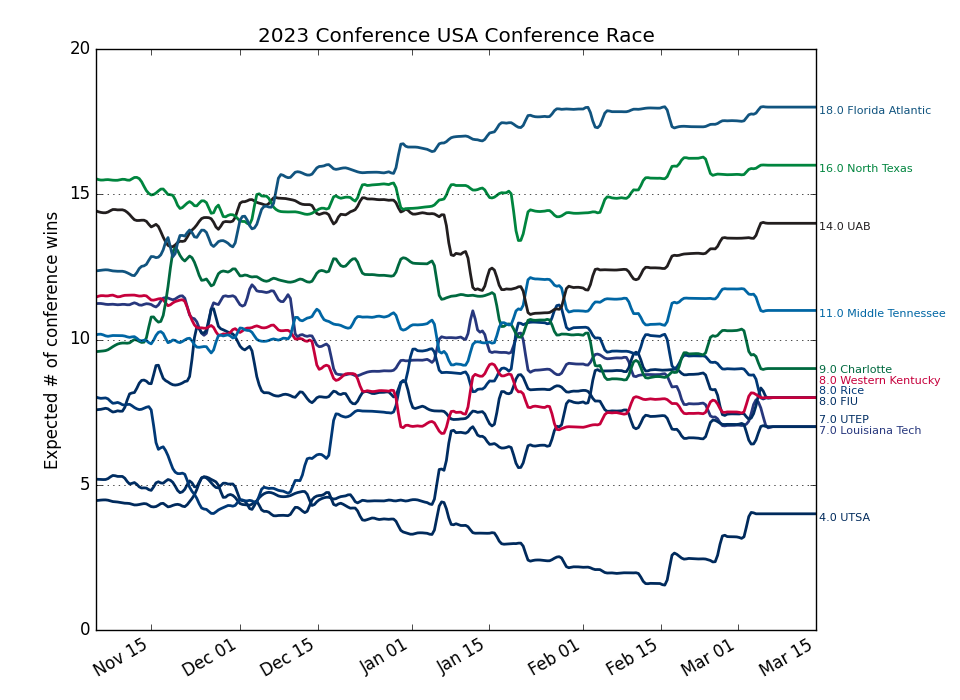 2023 Conference USA Conference Race
Expected # of conference wins
20
15
10
5
0
18.0 Florida Atlantic
16.0 North Texas
14.0 UAB
11.0 Middle Tennessee
9.0 Charlotte
8.0 Western Kentucky
8.0 Rice
8.0 FIU
7.0 UTEP
7.0 Louisiana Tech
4.0 UTSA
Nov 15
Dec 01
Dec 15
Jan 01
Jan 15
Feb 01
Feb 15
Mar 01
Mar 15